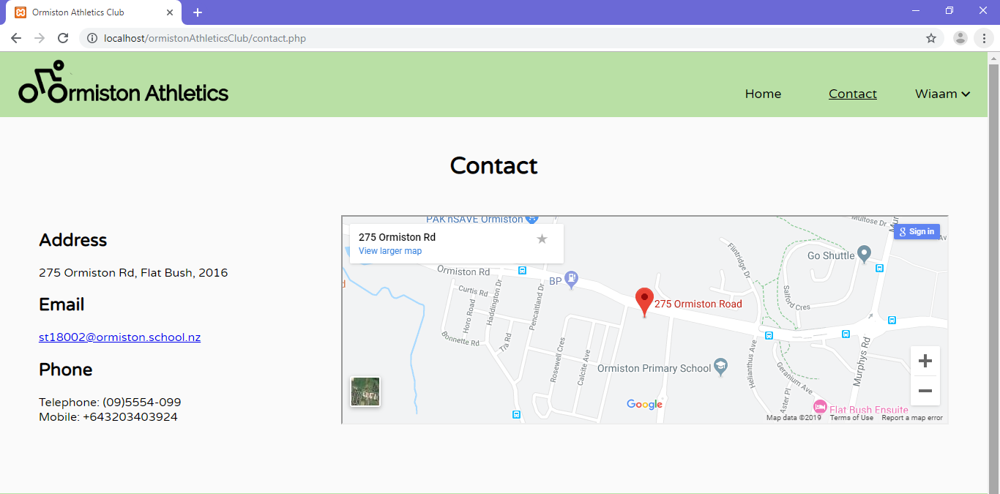 Ormiston Athletics Club
localhost/ormistonAthleticsClub/contact.php
Ormiston Athletics
Home
Contact
Wiaam
Contact
Address
275 Ormiston Rd, Flat Bush, 2016
Email
st18002@ormiston.school.nz
Phone
Telephone: (09)5554-099
Mobile: +643203403924
PAK'nSAVE Ormiston
275 Ormiston Rd
View larger map
Sign in
Multose Dr
Ormiston Rd
BP
Go Shuttle
Flintridge Dr
Curtis Rd
Haddington Dr
Pencaitland Dr
Horo Road
275 Ormiston Road
Salford Cres
Bonnette Rd
Tra Rd
Rosewell Cres
Calcite Ave
Ormiston Primary School
Helianthus Ave
Geranium Ave
Murphys Rd
Aster Pl
Flat Bush Ensuite
Google
Map data ©2019
Terms of Use
Report a map error